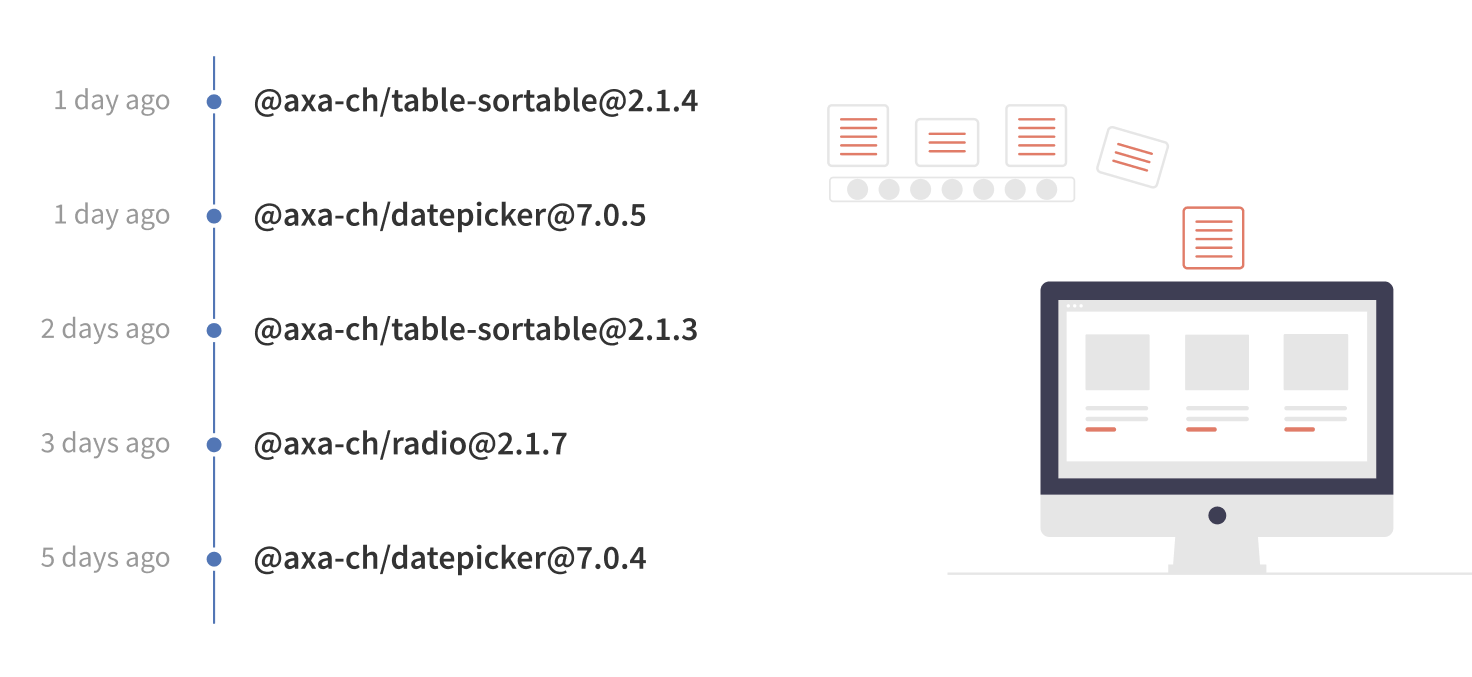 1 day ago @axa-ch/table-sortable@2.1.4
1 day ago @axa-ch/datepicker@7.0.5
2 days ago @axa-ch/table-sortable@2.1.3
3 days ago @axa-ch/radio@2.1.7
5 days ago @axa-ch/datepicker@7.0.4